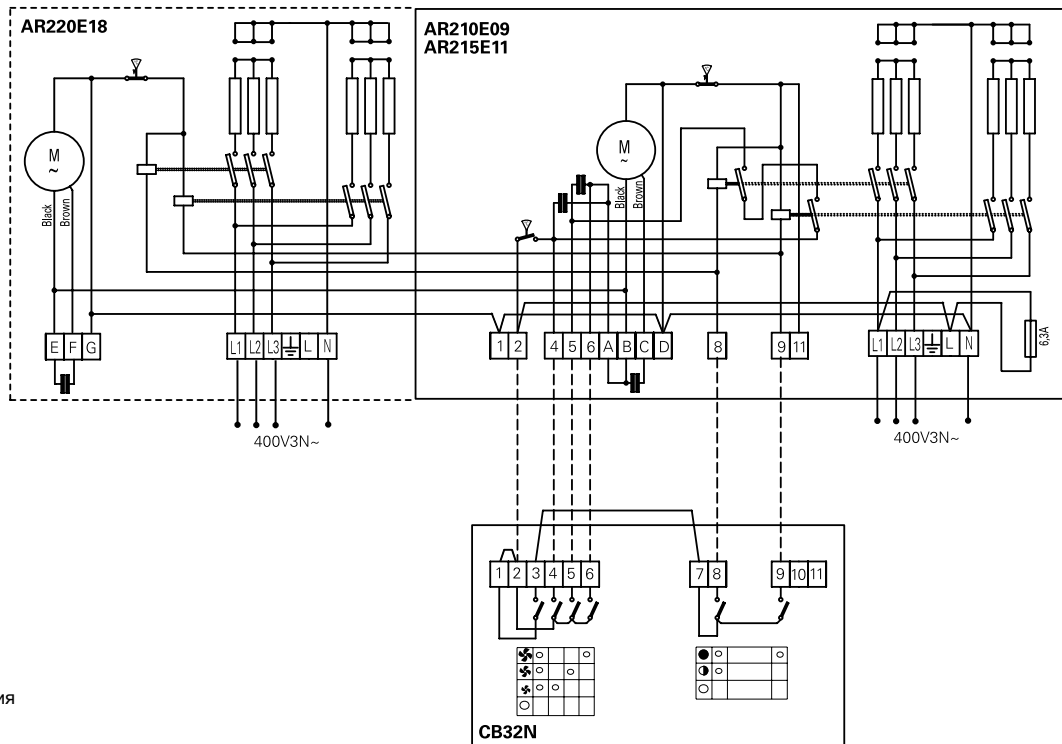 AR220E18
AR210E09
AR215E11
M
~
Black
Brown
M
~
Black
Brown
E F G
L1 L2 L3 L N
1 2
4 5 6 A B C D
8
9 11
L1 L2 L3 L N
6,3A
400V3N~
400V3N~
1 2 3 4 5 6
7 8
9 10 11
ия
CB32N